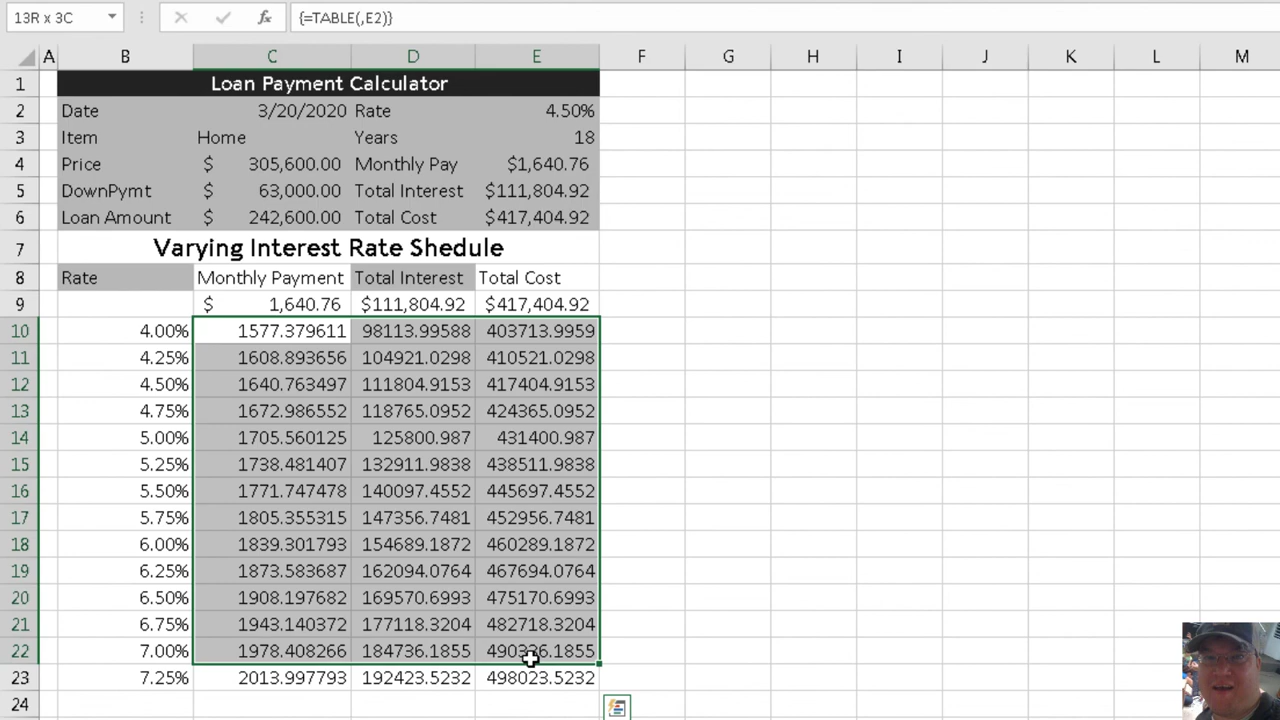 13R x 3C fx {=TABLE(,E2)}
A B C D E F G H I J K L M
1 Loan Payment Calculator
2 Date 3/20/2020 Rate 4.50%
3 Item Home Years 18
4 Price $ 305,600.00 Monthly Pay $1,640.76
5 DownPymt $ 63,000.00 Total Interest $111,804.92
6 Loan Amount $ 242,600.00 Total Cost $417,404.92
7 Varying Interest Rate Shedule
8 Rate Monthly Payment Total Interest Total Cost
9 $ 1,640.76 $111,804.92 $417,404.92
10 4.00% 1577.379611 98113.99588 403713.9959
11 4.25% 1608.893656 104921.0298 410521.0298
12 4.50% 1640.763497 111804.9153 417404.9153
13 4.75% 1672.986552 118765.0952 424365.0952
14 5.00% 1705.560125 125800.987 431400.987
15 5.25% 1738.481407 132911.9838 438511.9838
16 5.50% 1771.747478 140097.4552 445697.4552
17 5.75% 1805.355315 147356.7481 452956.7481
18 6.00% 1839.301793 154689.1872 460289.1872
19 6.25% 1873.583687 162094.0764 467694.0764
20 6.50% 1908.197682 169570.6993 475170.6993
21 6.75% 1943.140372 177118.3204 482718.3204
22 7.00% 1978.408266 184736.1855
23 7.25% 2013.997793 192423.5232 498023.5232
24